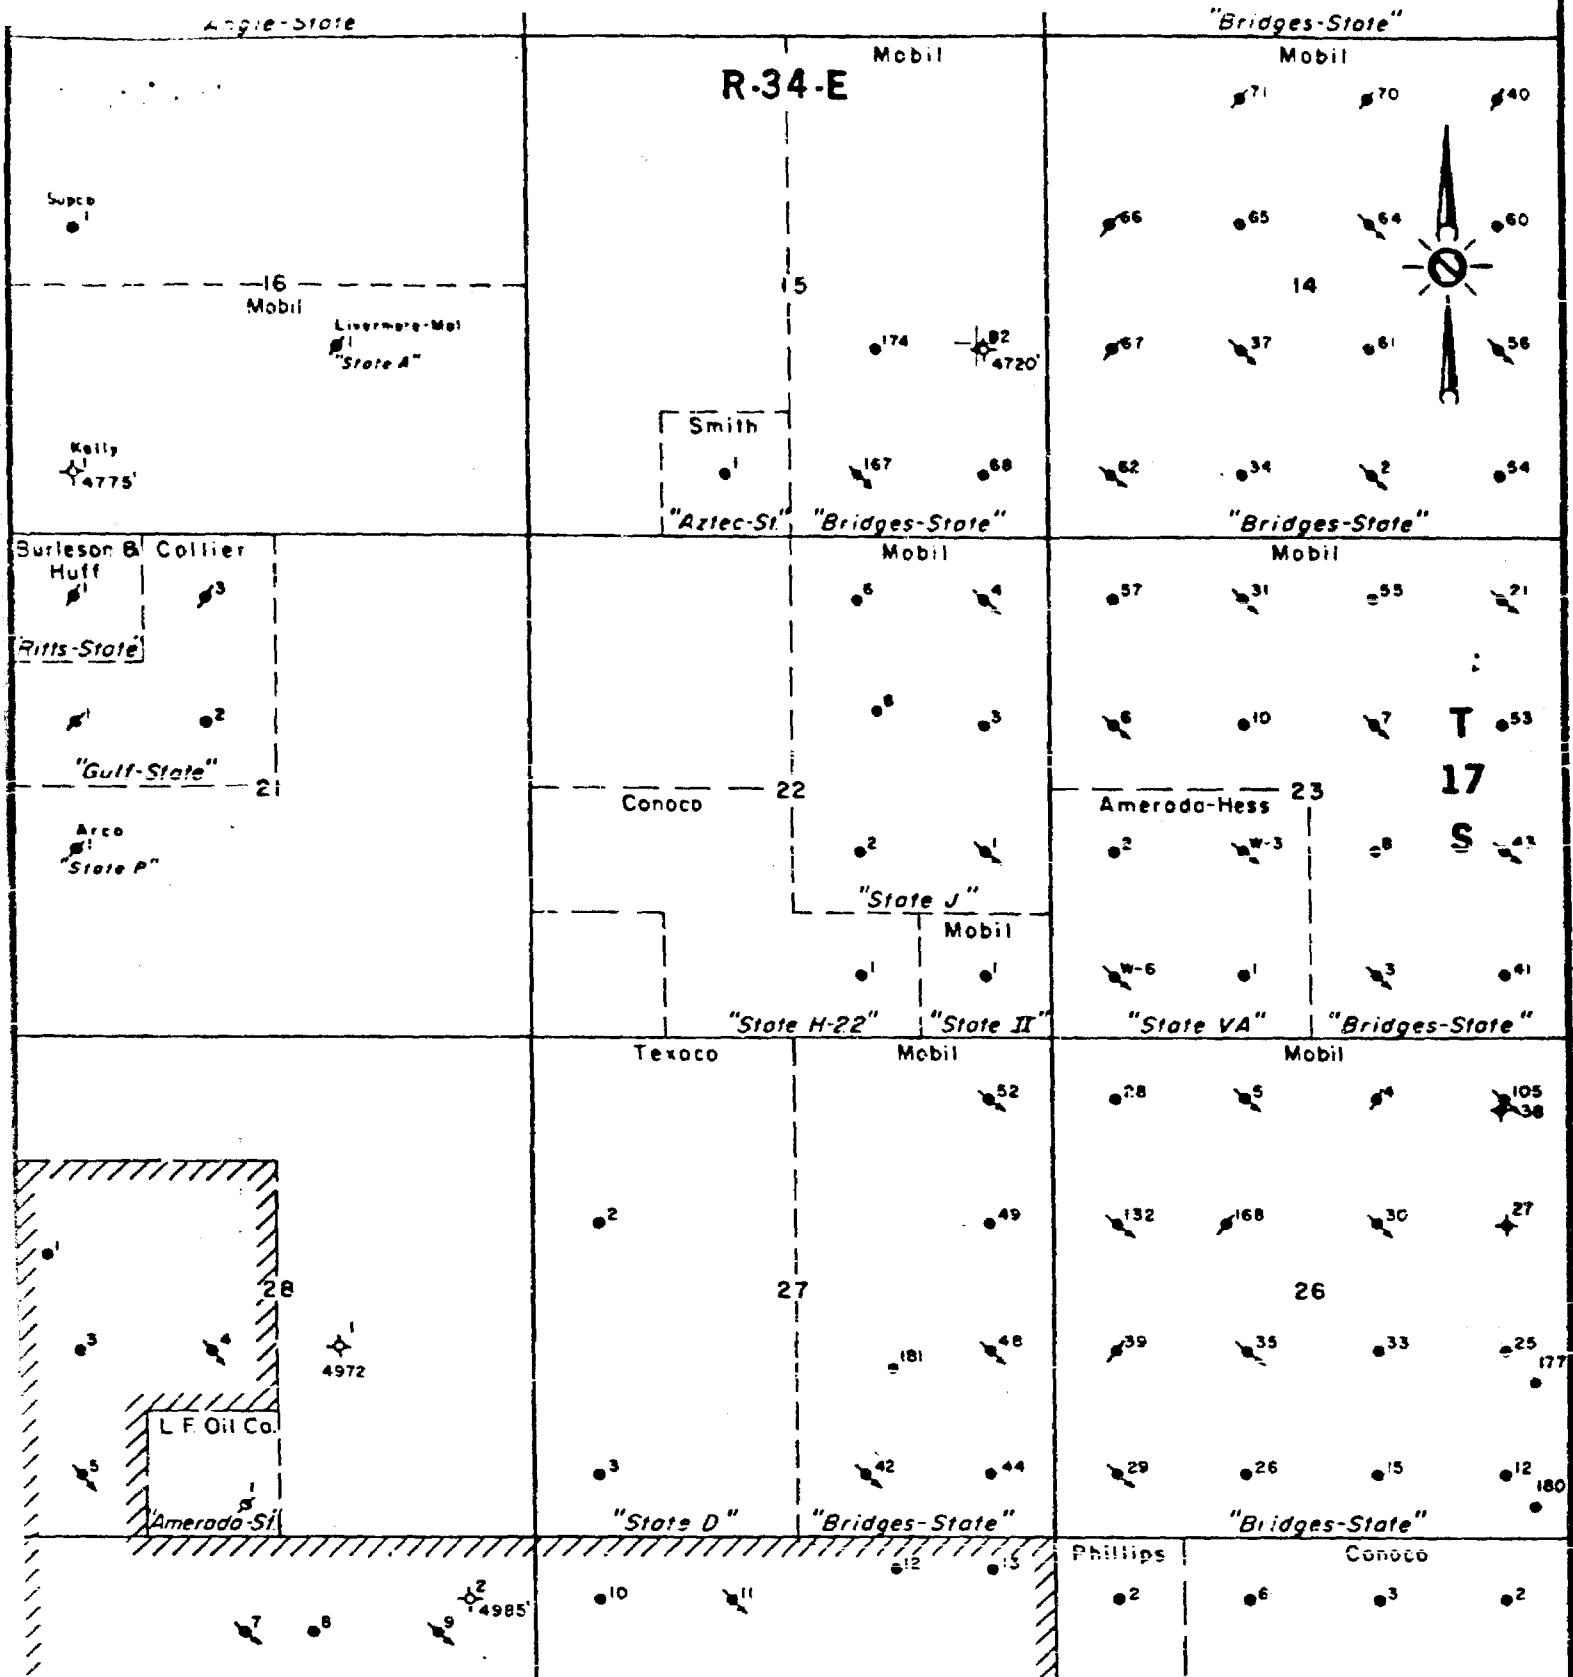 Angle-State
"Bridges-State"
Mobil
Mobil
R-34-E
71
70
40
Supco
1
66
65
64
60
16
15
14
Mobil
Livermore-Mal
1
"State A"
174
82
4720'
67
37
61
56
Smith
Kelly
1
4775'
1
167
68
62
34
2
54
"Aztec-St."
"Bridges-State"
"Bridges-State"
Burleson &
Huff
Collier
Mobil
Mobil
1
3
6
4
57
31
55
21
"Ritts-State"
1
2
8
3
6
10
7
53
T
17
S
"Gulf-State"
21
22
23
Conoco
Amerada-Hess
Arco
1
"State P"
2
1
2
W-3
8
43
"State J"
Mobil
1
1
W-6
1
3
41
"State H-22"
"State II"
"State VA"
"Bridges-State"
Texaco
Mobil
Mobil
52
28
5
4
105
38
2
49
132
168
30
27
1
28
27
26
3
4
1
4972
181
48
39
35
33
25
177
L. F. Oil Co.
5
1
3
42
44
29
26
15
12
180
"Amerada-St."
"State D"
"Bridges-State"
"Bridges-State"
Phillips
Conoco
12
13
2
4985'
10
11
2
6
3
2
7
8
9